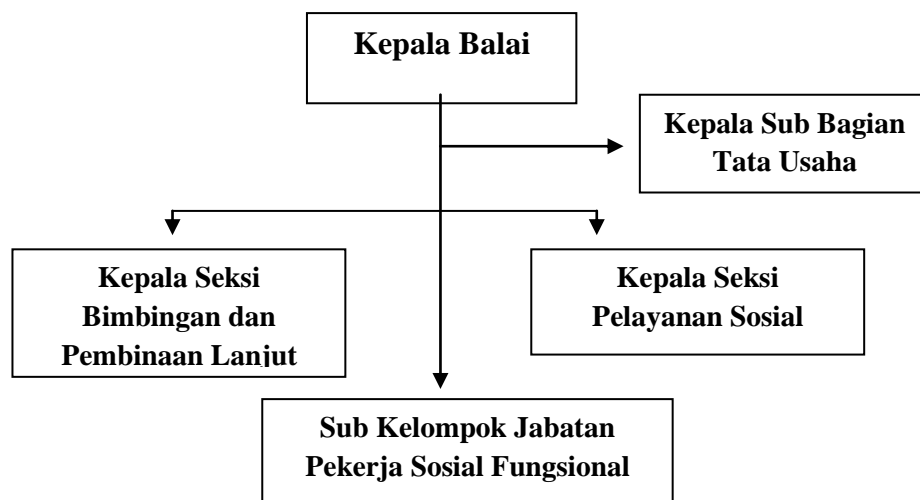 Kepala Balai
Kepala Sub Bagian
Tata Usaha
Kepala Seksi
Bimbingan dan
Pembinaan Lanjut
Kepala Seksi
Pelayanan Sosial
Sub Kelompok Jabatan
Pekerja Sosial Fungsional